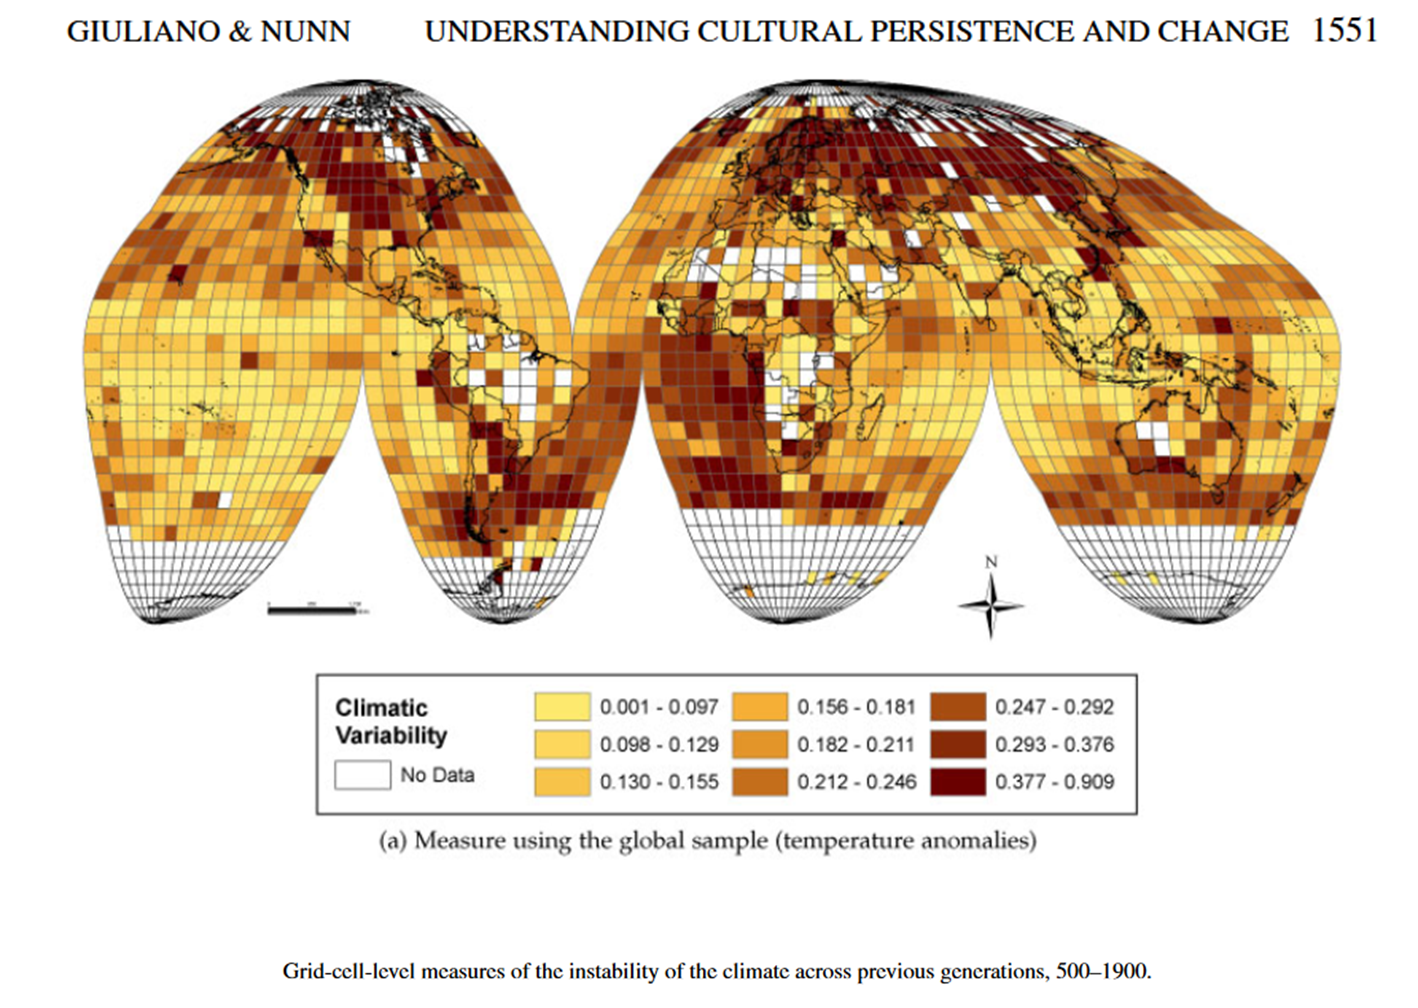 GIULIANO & NUNN UNDERSTANDING CULTURAL PERSISTENCE AND CHANGE 1551
N
Climatic Variability
No Data
0.001 - 0.097
0.098 - 0.129
0.130 - 0.155
0.156 - 0.181
0.182 - 0.211
0.212 - 0.246
0.247 - 0.292
0.293 - 0.376
0.377 - 0.909
(a) Measure using the global sample (temperature anomalies)
Grid-cell-level measures of the instability of the climate across previous generations, 500–1900.